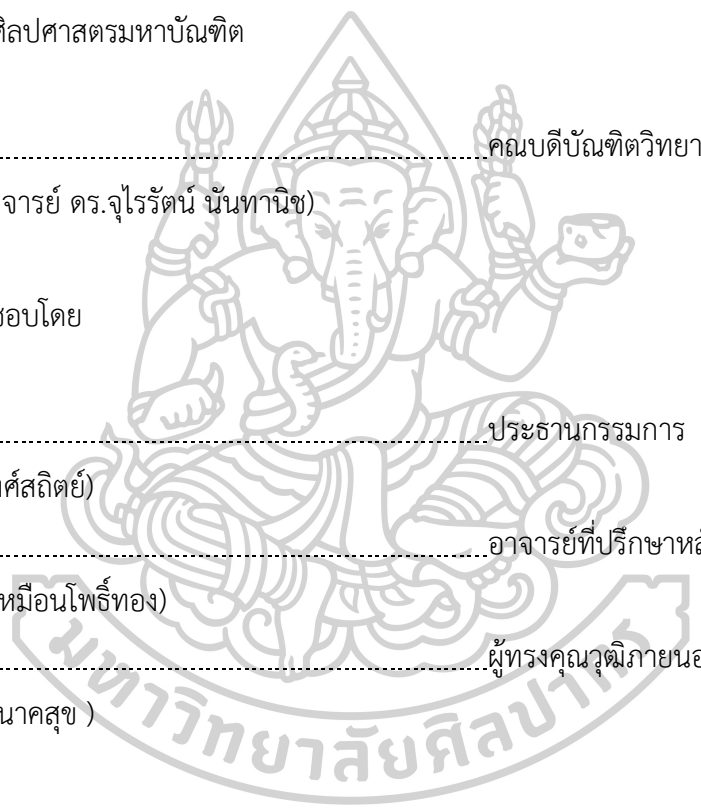 ศิลปศาสตรมหาบัณฑิต
คณบดีบัณฑิตวิทยา
จารย์ ดร.จุไรรัตน์ นันทานิช)
ชอบโดย
ประธานกรรมการ
ศ์สถิตย์)
อาจารย์ที่ปรึกษาหลั
หมือนโพธิ์ทอง)
ผู้ทรงคุณวุฒิภายนอ
นาคสุข )
มหาวิทยาลัยศิลปากร